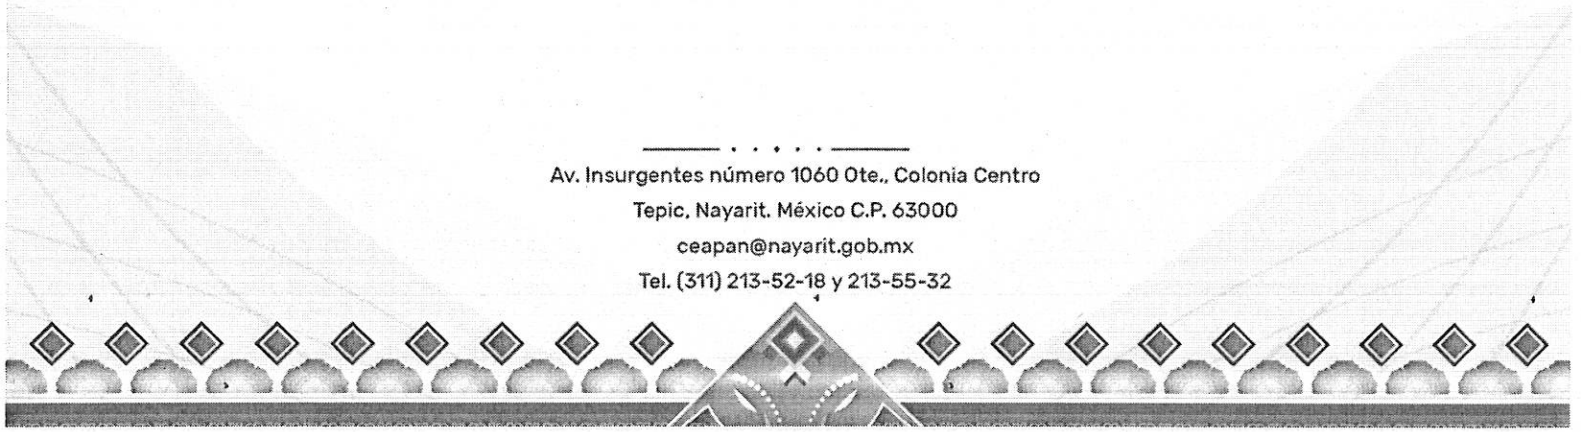 Av. Insurgentes número 1060 Ote., Colonia Centro
Tepic, Nayarit. México C.P. 63000
ceapan@nayarit.gob.mx
Tel. (311) 213-52-18 y 213-55-32